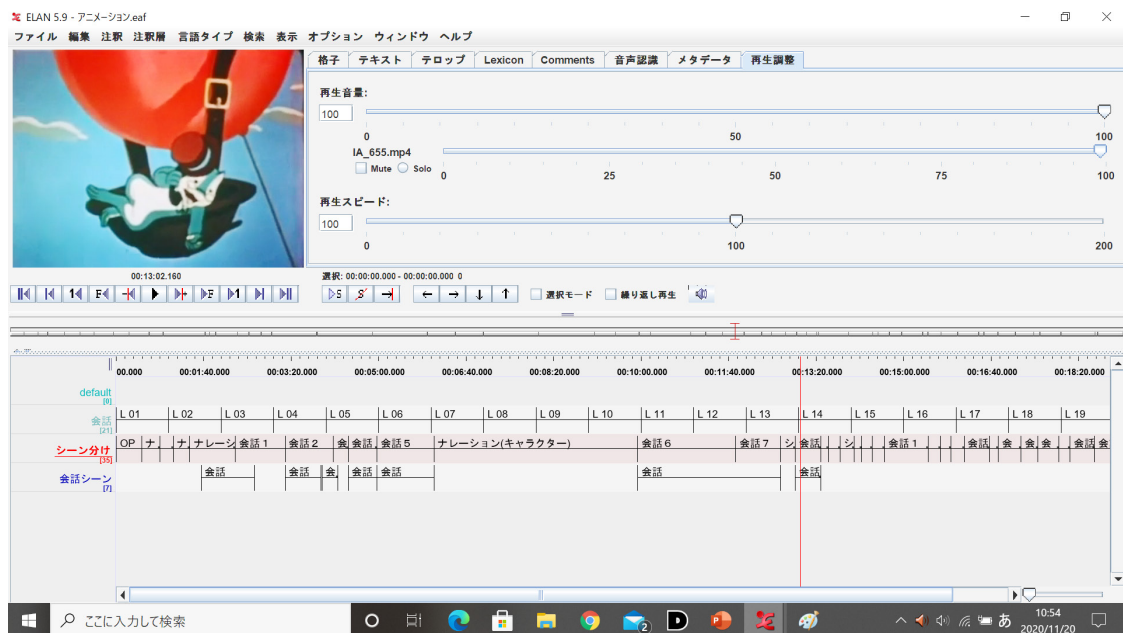 ELAN 5.9 - アニメーション.eaf
ファイル 編集 注釈 注釈層 言語タイプ 検索 表示 オプション ウィンドウ ヘルプ
格子 テキスト テロップ Lexicon Comments 音声認識 メタデータ 再生調整
再生音量:
100
0 50 100
IA_655.mp4
Mute Solo
0 25 50 75 100
再生スピード:
100
0 100 200
00:13:02.160
選択: 00:00:00.000 - 00:00:00.000 0
選択モード 繰り返し再生
00.000 00:01:40.000 00:03:20.000 00:05:00.000 00:06:40.000 00:08:20.000 00:10:00.000 00:11:40.000 00:13:20.000 00:15:00.000 00:16:40.000 00:18:20.000
default
[0]
会話
[21]
L 01 L 02 L 03 L 04 L 05 L 06 L 07 L 08 L 09 L 10 L 11 L 12 L 13 L 14 L 15 L 16 L 17 L 18 L 19
シーン分け
[35]
OP ナ ナ ナレーシ 会話 1 会話 2 会 会話 会話 5 ナレーション(キャラクター) 会話 6 会話 7 シ 会話 シ 会話 1 会話 会 会 会 会話 会
会話シーン
[7]
会話 会話 会 会話 会話 会話 会話
ここに入力して検索
2
あ
10:54
2020/11/20